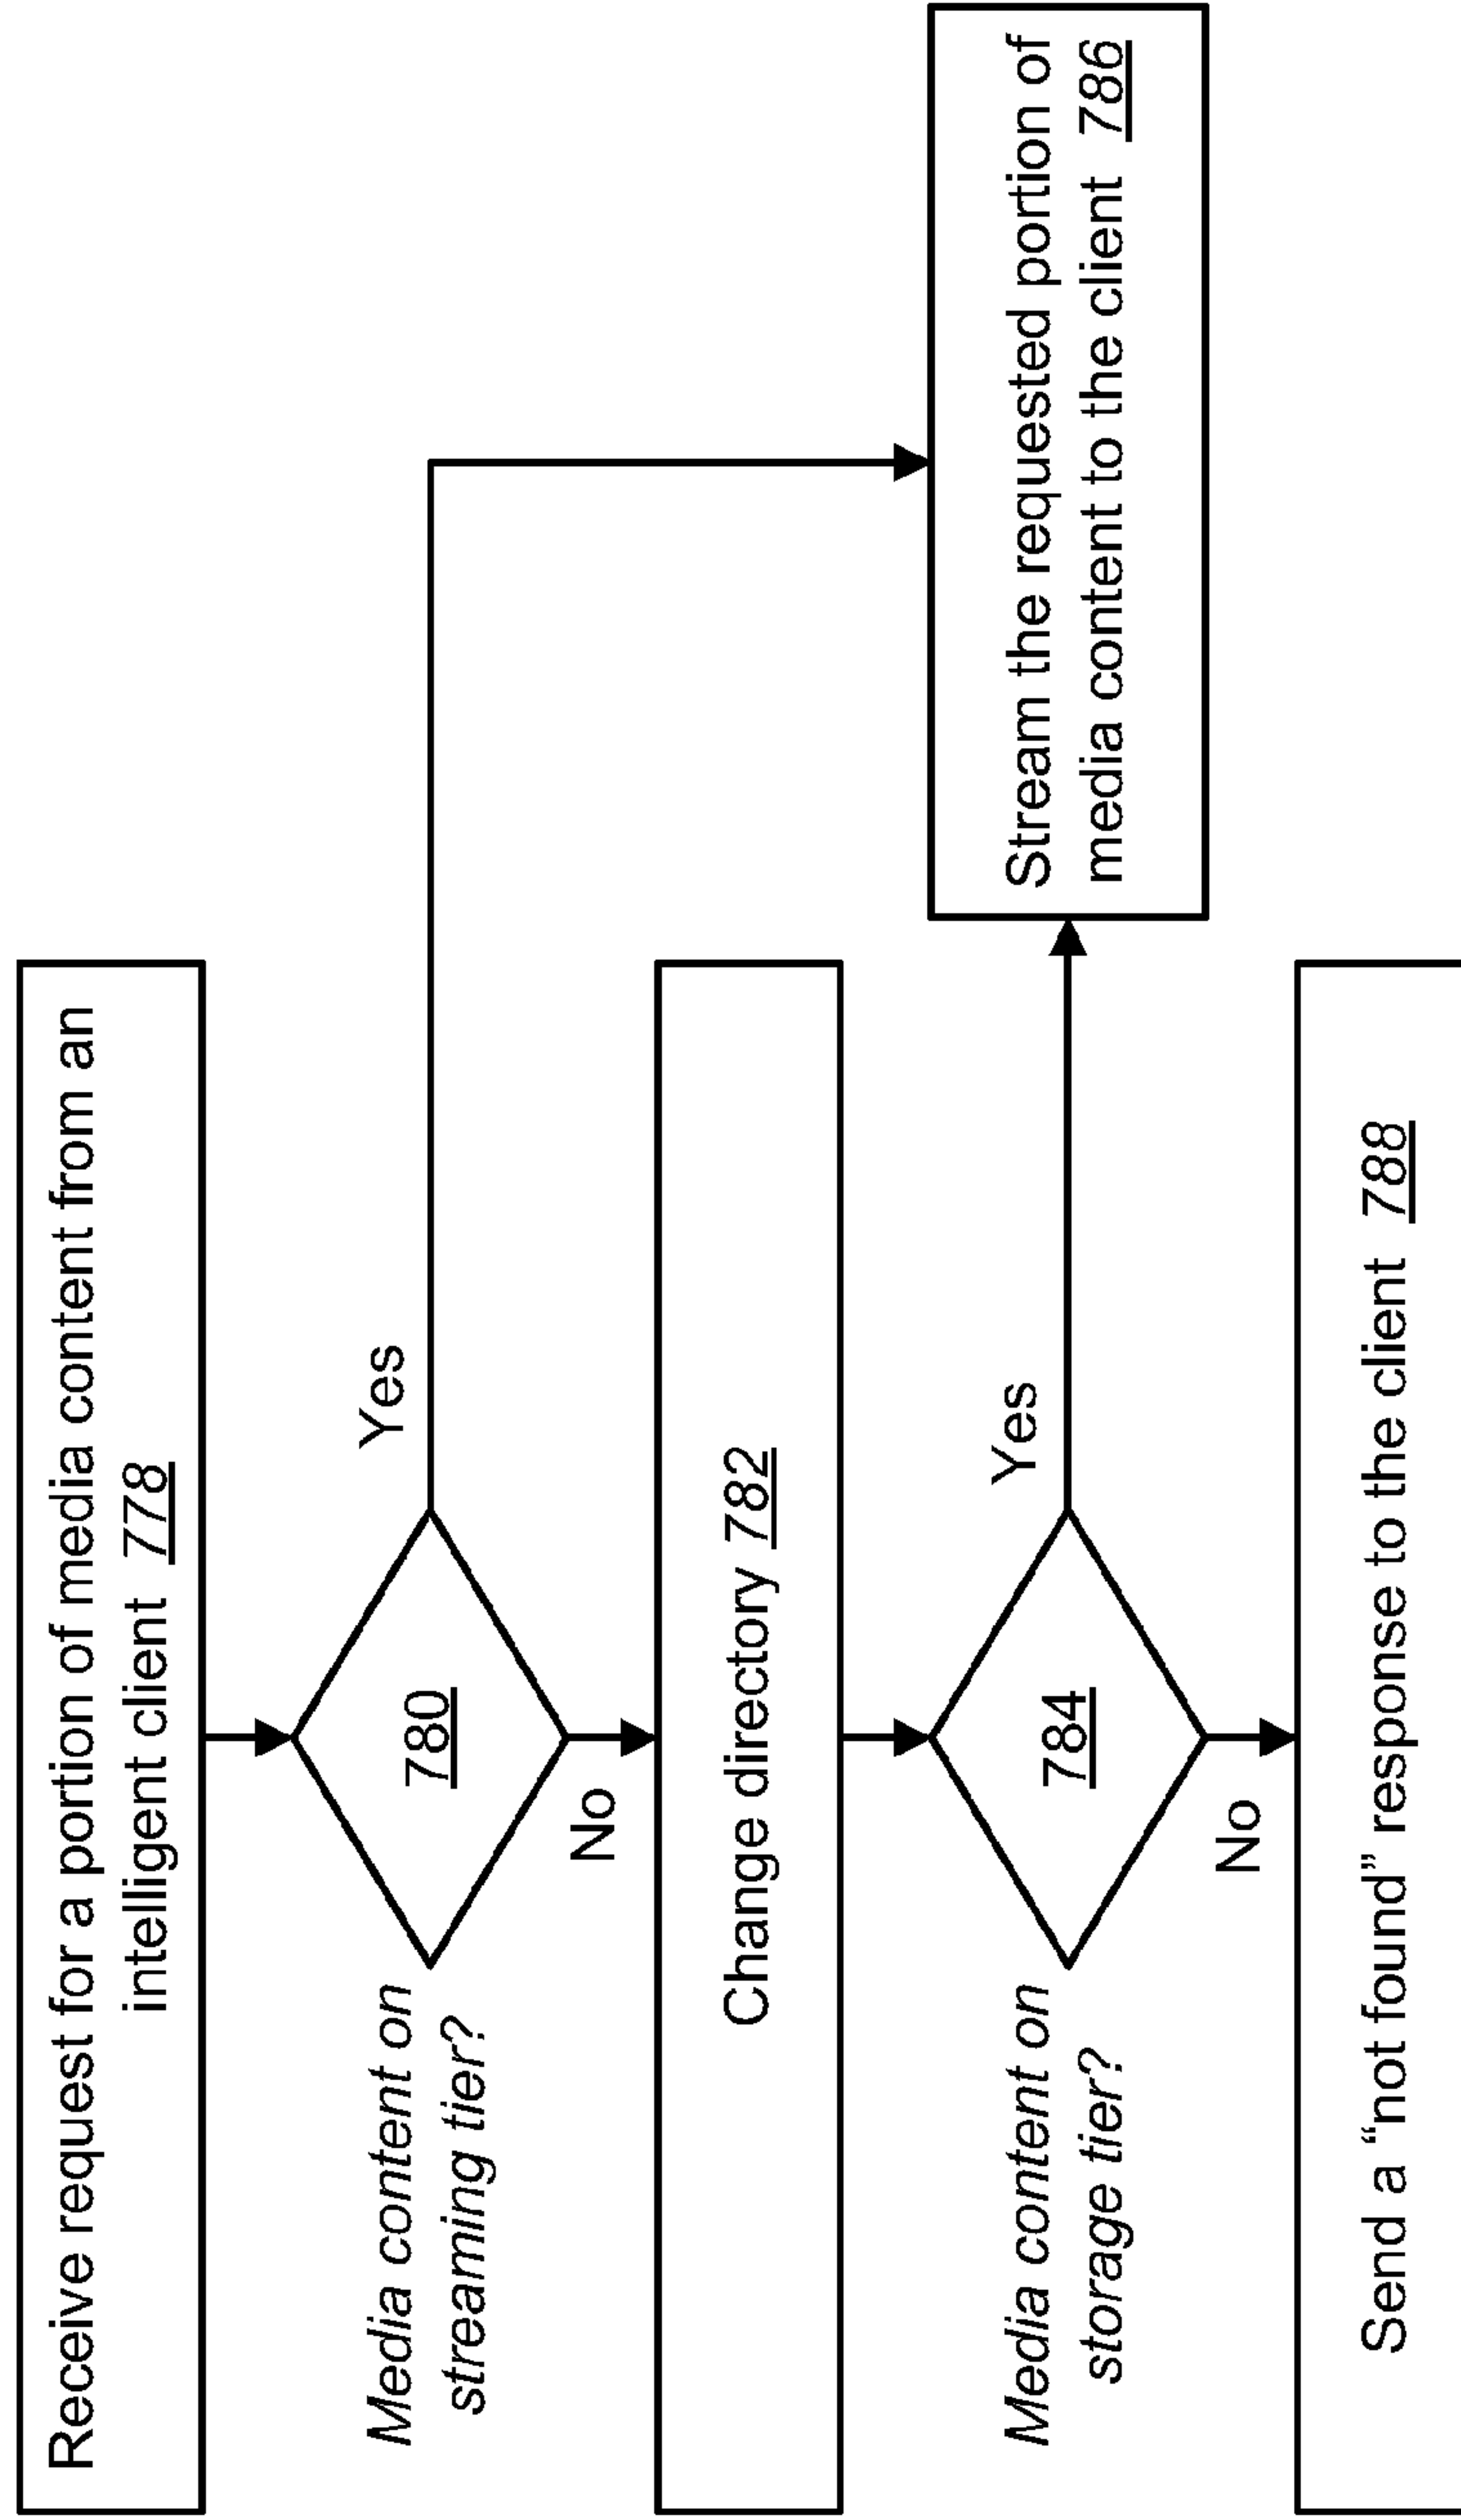 Receive request for a portion of media content from an
intelligent client 778
Media content on
streaming tier?
780
Yes
No
Change directory 782
Media content on
storage tier?
784
Yes
No
Stream the requested portion of
media content to the client 786
Send a “not found” response to the client 788